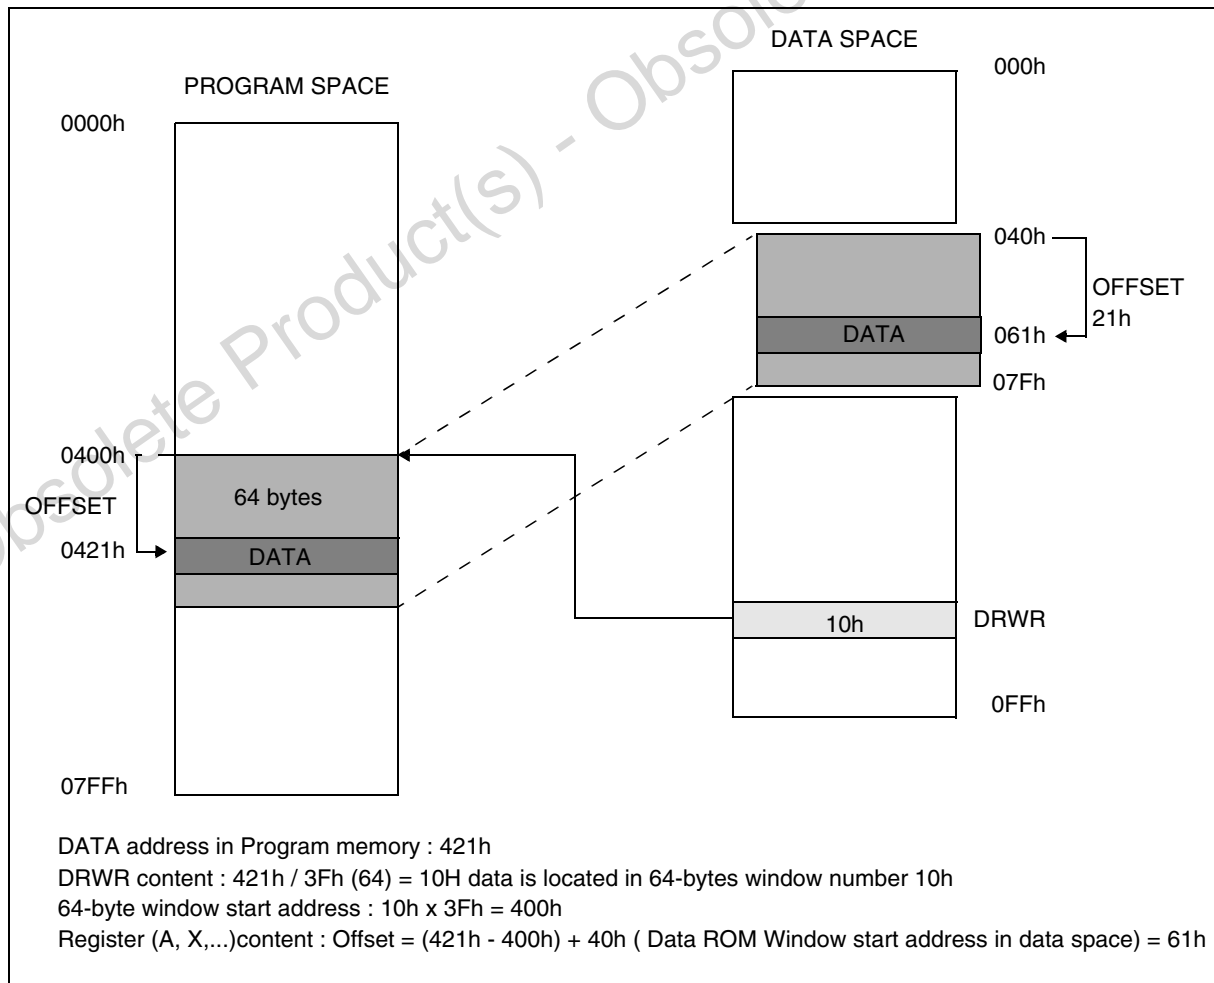 DATA SPACE
000h
PROGRAM SPACE
0000h
040h
OFFSET
21h
DATA
061h
07Fh
0400h
64 bytes
OFFSET
0421h
DATA
10h
DRWR
0FFh
07FFh
DATA address in Program memory : 421h
DRWR content : 421h / 3Fh (64) = 10H data is located in 64-bytes window number 10h
64-byte window start address : 10h x 3Fh = 400h
Register (A, X,...)content : Offset = (421h - 400h) + 40h ( Data ROM Window start address in data space) = 61h
Obsolete Product(s) - Obsole